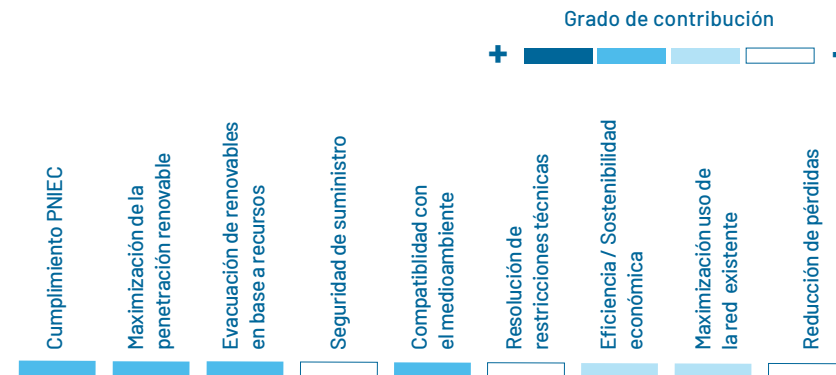 Grado de contribución
+
Cumplimiento PNIEC
Maximización de la
penetración renovable
Evacuación de renovables
en base a recursos
Seguridad de suministro
Compatiblidad con
el medioambiente
Resolución de
restricciones técnicas
Eficiencia / Sostenibilidad
económica
Maximización uso de
la red existente
Reducción de pérdidas